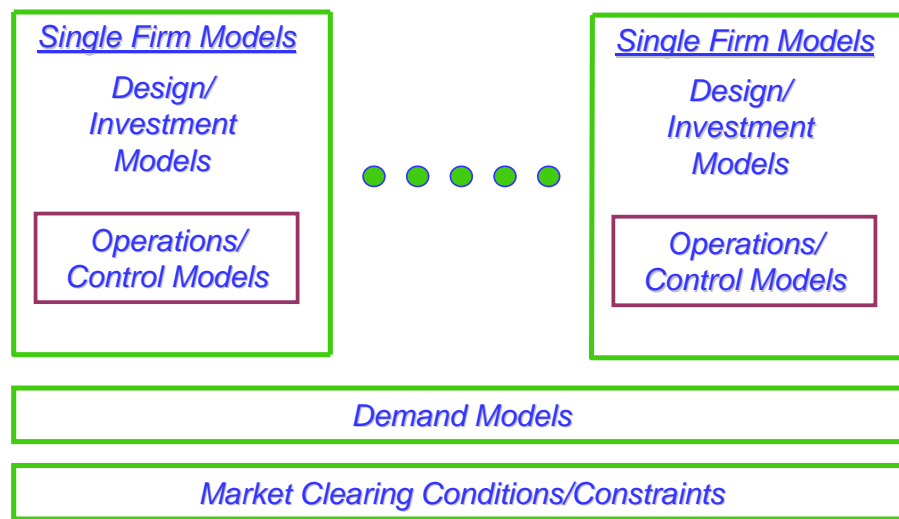 Single Firm Models
Design/
Investment
Models
Operations/
Control Models
Single Firm Models
Design/
Investment
Models
Operations/
Control Models
Demand Models
Market Clearing Conditions/Constraints